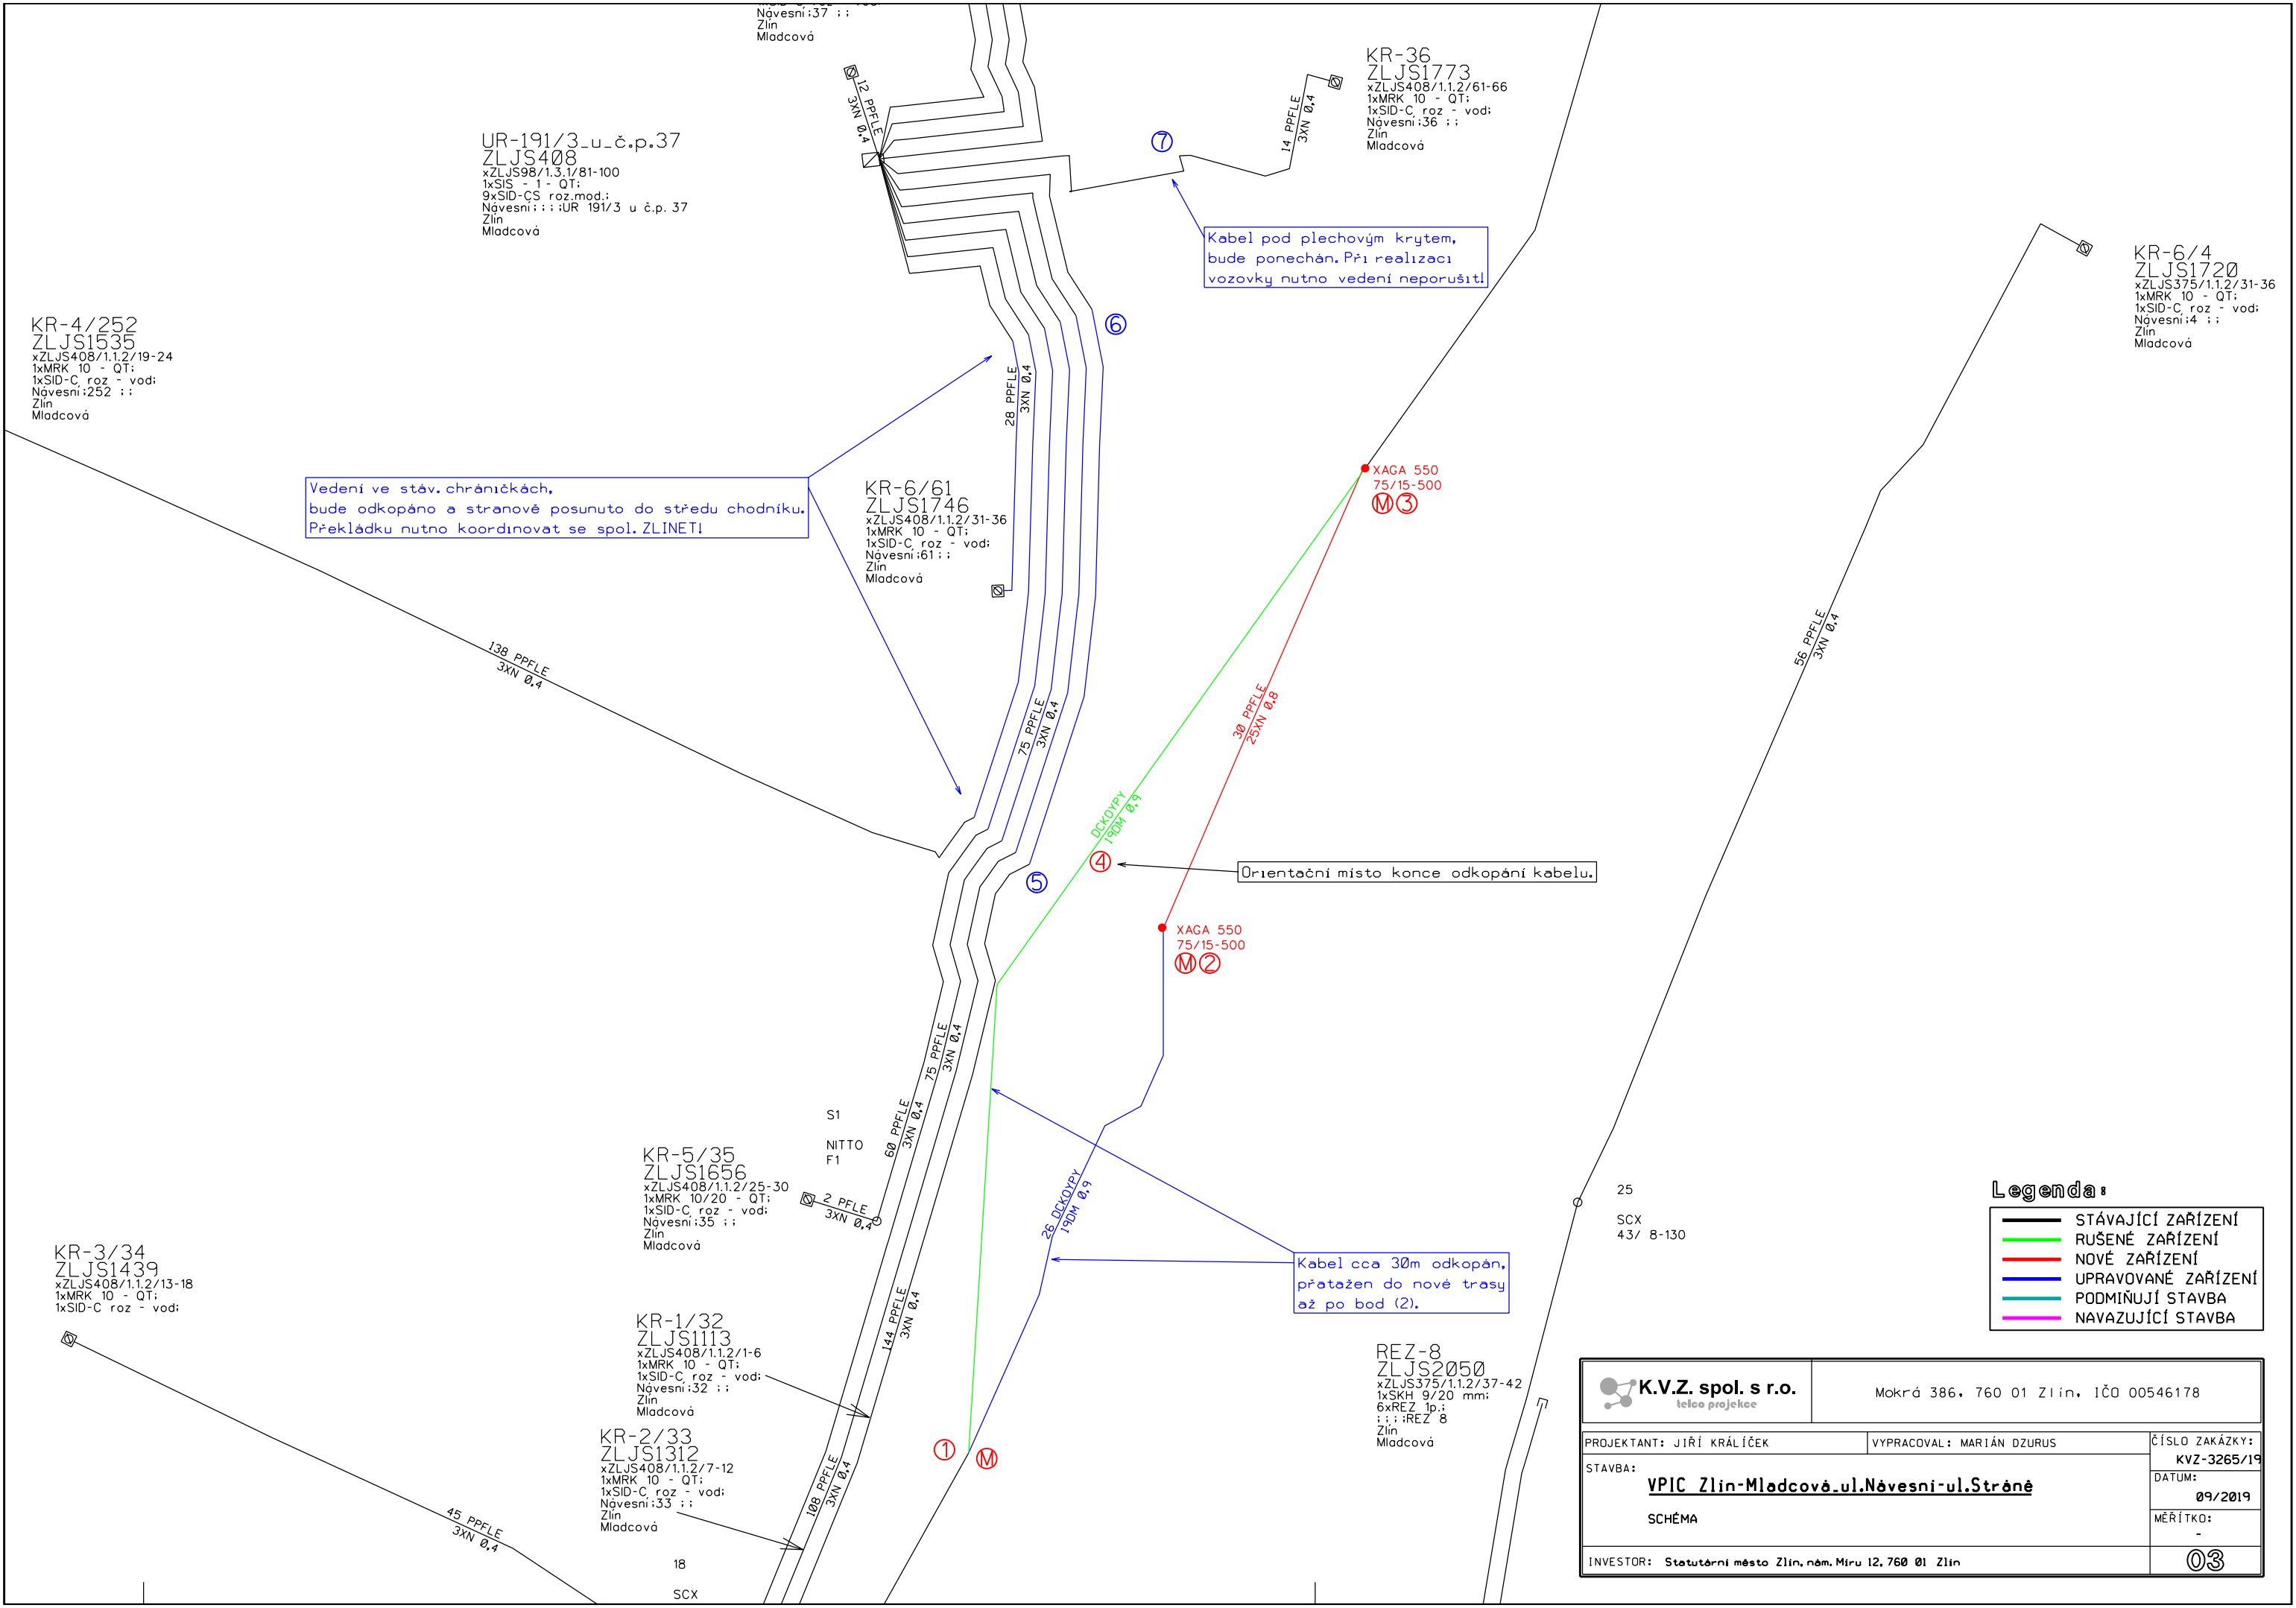 Návesní:37 ; ;
Zlín
Mladcová
12 PPFLE
3XN 0.4
KR-36
ZLJS1773
xZLJS408/1.1.2/61-66
1xMRK 10 - QT;
1xSID-C roz - vod;
Návesní:36 ; ;
Zlín
Mladcová
14 PPFLE
3XN 0.4
7
UR-191/3_u_č.p.37
ZLJS408
xZLJS98/1.3.1/81-100
1xSIS - 1 - QT;
9xSID-CS roz.mod.;
Návesní;;;;UR 191/3 u č.p. 37
Zlín
Mladcová
Kabel pod plechovým krytem,
bude ponechán. Při realizaci
vozovky nutno vedení neporušit!
KR-6/4
ZLJS1720
xZLJS375/1.1.2/31-36
1xMRK 10 - QT;
1xSID-C roz - vod;
Návesní:4 ; ;
Zlín
Mladcová
KR-4/252
ZLJS1535
xZLJS408/1.1.2/19-24
1xMRK 10 - QT;
1xSID-C roz - vod;
Návesní:252 ; ;
Zlín
Mladcová
6
28 PPFLE
3XN 0.4
Vedení ve stáv. chráničkách,
bude odkopáno a stranově posunuto do středu chodníku.
Překládku nutno koordinovat se spol. ZLINET!
KR-6/61
ZLJS1746
xZLJS408/1.1.2/31-36
1xMRK 10 - QT;
1xSID-C roz - vod;
Návesní:61 ; ;
Zlín
Mladcová
XAGA 550
75/15-500
M 3
138 PPFLE
3XN 0.4
56 PPFLE
3XN 0.4
75 PPFLE
3XN 0.4
30 PPFLE
25XN 0.8
DCKOYPY
19DM 0.9
4
Orientační místo konce odkopání kabelu.
5
XAGA 550
75/15-500
M 2
75 PPFLE
3XN 0.4
60 PPFLE
3XN 0.4
S1
NITTO
F1
KR-5/35
ZLJS1656
xZLJS408/1.1.2/25-30
1xMRK 10/20 - QT;
1xSID-C roz - vod;
Návesní:35 ; ;
Zlín
Mladcová
2 PFLE
3XN 0.4
26 DCKOYPY
19DM 0.9
25
SCX
43/ 8-130
Kabel cca 30m odkopán,
přatažen do nové trasy
až po bod (2).
KR-3/34
ZLJS1439
xZLJS408/1.1.2/13-18
1xMRK 10 - QT;
1xSID-C roz - vod;
KR-1/32
ZLJS1113
xZLJS408/1.1.2/1-6
1xMRK 10 - QT;
1xSID-C roz - vod;
Návesní:32 ; ;
Zlín
Mladcová
144 PPFLE
3XN 0.4
REZ-8
ZLJS2050
xZLJS375/1.1.2/37-42
1xSKH 9/20 mm;
6xREZ 1p.;
;;;;REZ 8
Zlín
Mladcová
KR-2/33
ZLJS1312
xZLJS408/1.1.2/7-12
1xMRK 10 - QT;
1xSID-C roz - vod;
Návesní:33 ; ;
Zlín
Mladcová
1 M
108 PPFLE
3XN 0.4
45 PPFLE
3XN 0.4
18
SCX
Legenda:
STÁVAJÍCÍ ZAŘÍZENÍ
RUŠENÉ ZAŘÍZENÍ
NOVÉ ZAŘÍZENÍ
UPRAVOVANÉ ZAŘÍZENÍ
PODMIŇUJÍ STAVBA
NAVAZUJÍCÍ STAVBA
K.V.Z. spol. s r.o.
telco projekce
Mokrá 386, 760 01 Zlín, IČO 00546178
PROJEKTANT: JIŘÍ KRÁLÍČEK
VYPRACOVAL: MARIÁN DZURUS
ČÍSLO ZAKÁZKY:
KVZ-3265/19
STAVBA:
VPIC Zlín-Mladcová_ul.Návesní-ul.Stráně
SCHÉMA
DATUM:
09/2019
MĚŘÍTKO:
-
INVESTOR: Statutární město Zlín, nám. Míru 12, 760 01 Zlín
03